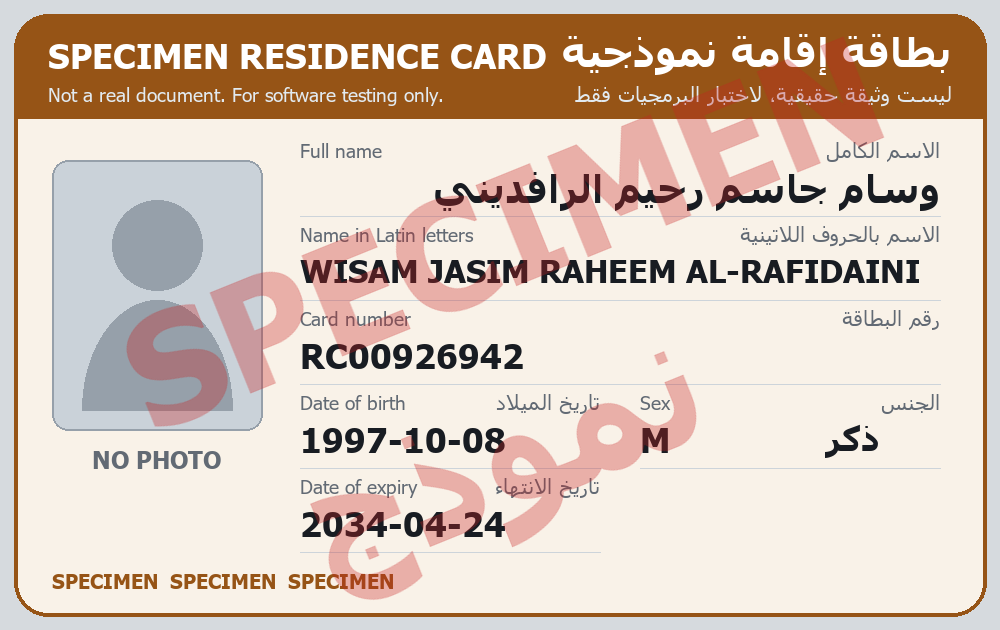 SPECIMEN RESIDENCE CARD بطاقة إقامة نموذجية
Not a real document. For software testing only. ليست وثيقة حقيقية، لاختبار البرمجيات فقط
Full name الاسم الكامل
وسام جاسم رحيم الرافديني
Name in Latin letters الاسم بالحروف اللاتينية
WISAM JASIM RAHEEM AL-RAFIDAINI
Card number رقم البطاقة
RC00926942
Date of birth تاريخ الميلاد Sex الجنس
1997-10-08 M ذكر
Date of expiry تاريخ الانتهاء
2034-04-24
NO PHOTO
SPECIMEN SPECIMEN SPECIMEN
SPECIMEN
نموذج